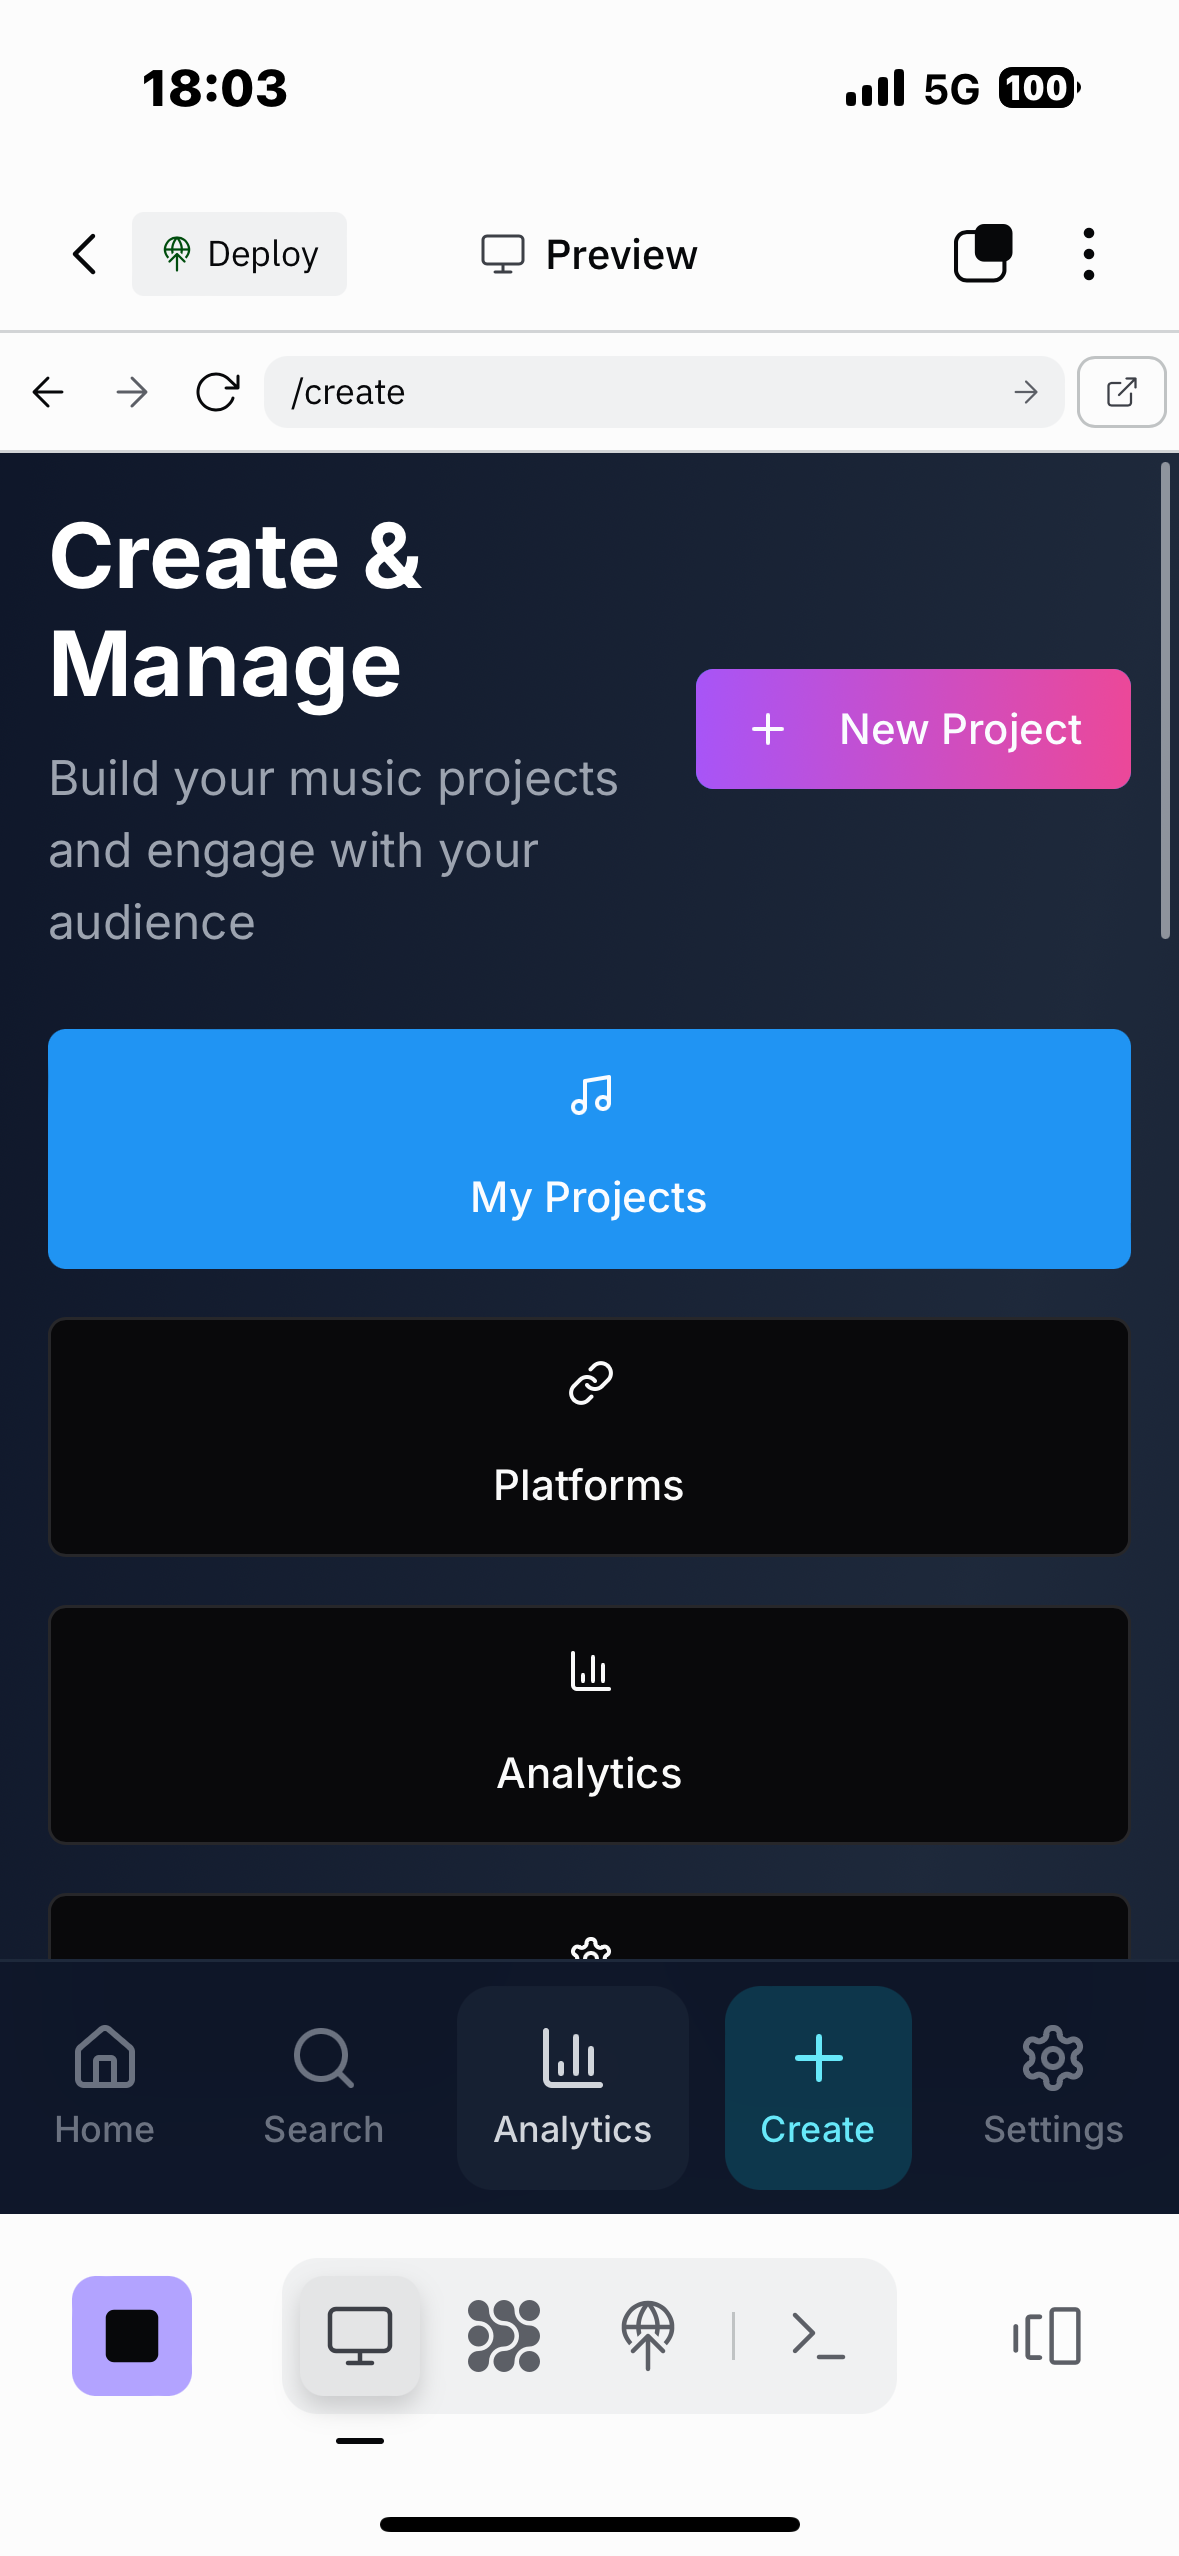 18:03
5G
100
Deploy
Preview
/create
Create &
Manage
New Project
Build your music projects
and engage with your
audience
My Projects
Platforms
Analytics
Home
Search
Analytics
Create
Settings